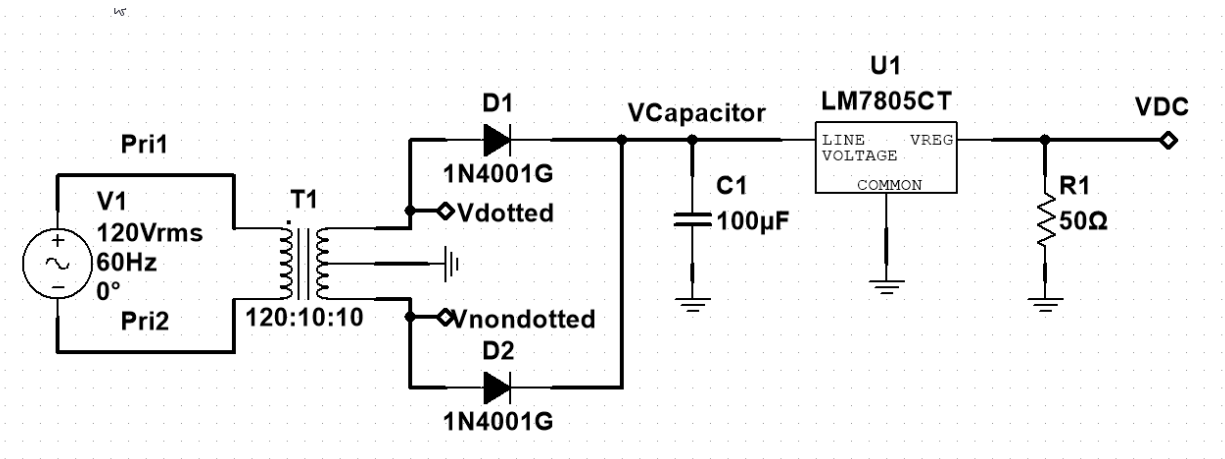 U1
LM7805CT
D1
VCapacitor
VDC
Pri1
LINE VREG
VOLTAGE
1N4001G
COMMON
V1
T1
C1
R1
120Vrms
Vdotted
100µF
50Ω
+
60Hz
0°
−
Pri2
120:10:10
Vnondotted
D2
1N4001G